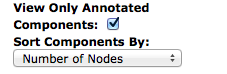 View Only Annotated
Components:
Sort Components By:
Number of Nodes